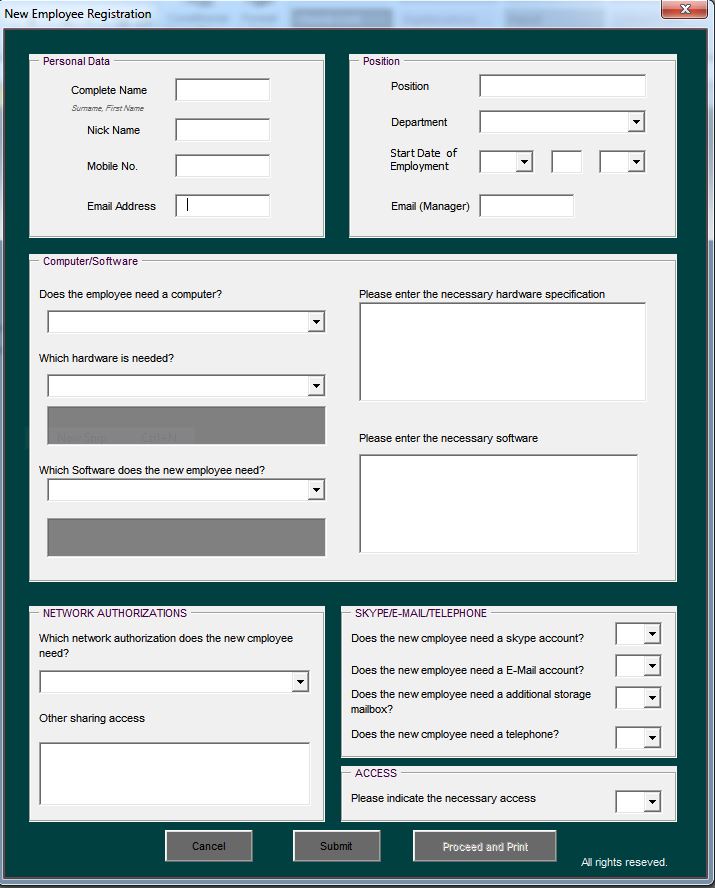 New Employee Registration
Personal Data
Complete Name
Surname, First Name
Nick Name
Mobile No.
Email Address
Position
Position
Department
Start Date of
Employment
Email (Manager)
Computer/Software
Does the employee need a computer?
Which hardware is needed?
Which Software does the new employee need?
Please enter the necessary hardware specification
Please enter the necessary software
NETWORK AUTHORIZATIONS
Which network authorization does the new employee
need?
Other sharing access
SKYPE/E-MAIL/TELEPHONE
Does the new employee need a skype account?
Does the new employee need a E-Mail account?
Does the new employee need a additional storage
mailbox?
Does the new employee need a telephone?
ACCESS
Please indicate the necessary access
Cancel
Submit
Proceed and Print
All rights reseved.